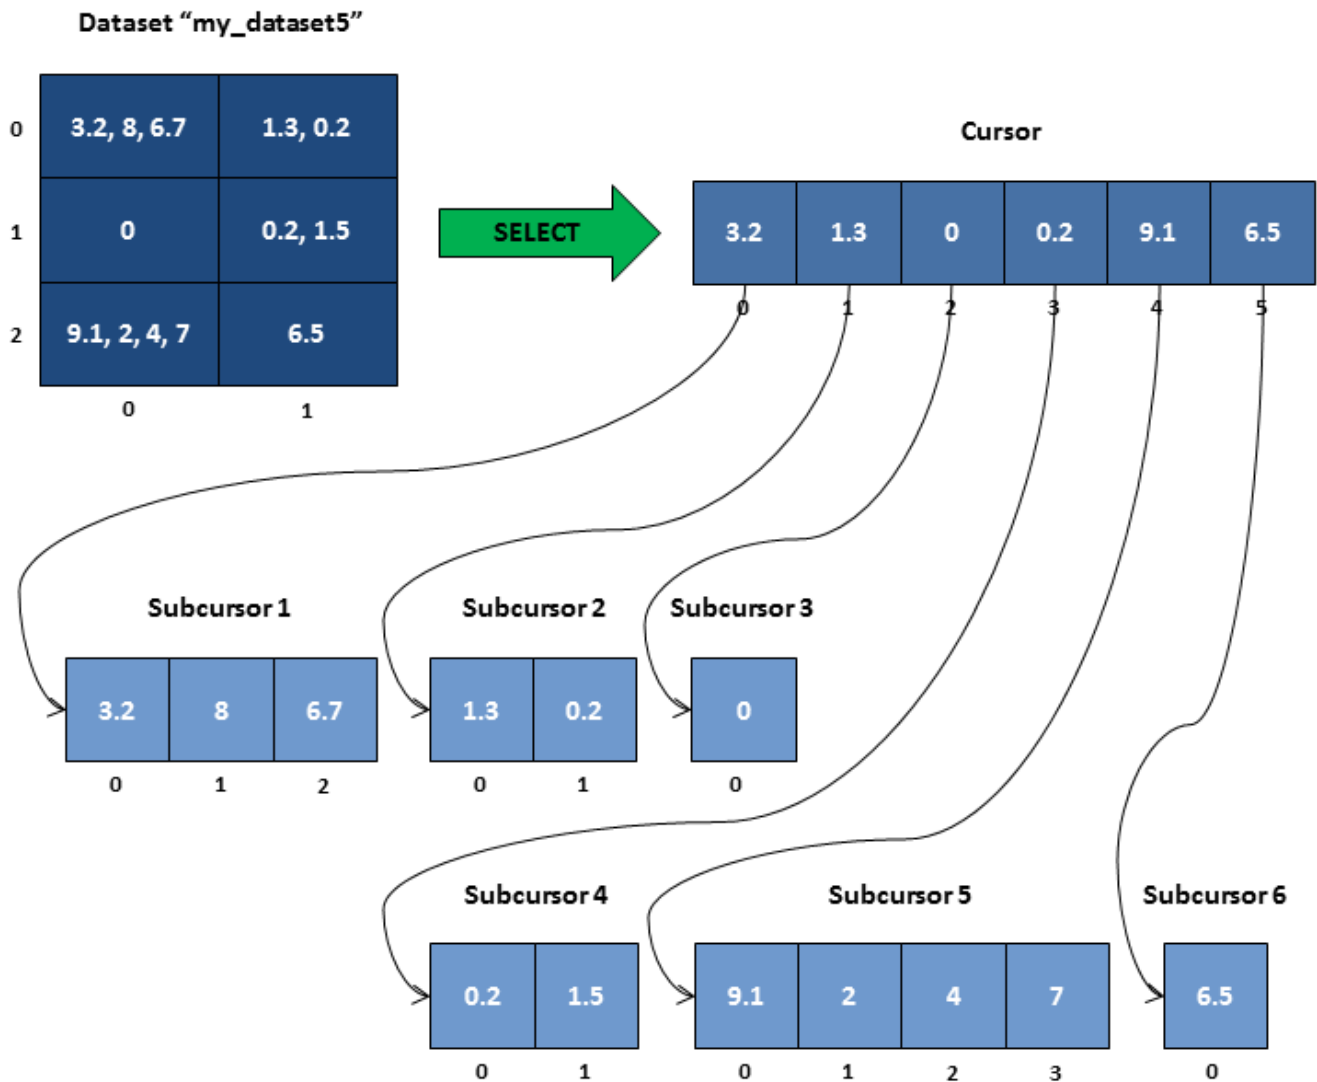 Dataset “my_dataset5”
0 3.2, 8, 6.7 1.3, 0.2
1 0 0.2, 1.5
2 9.1, 2, 4, 7 6.5
0 1
SELECT
Cursor
3.2 1.3 0 0.2 9.1 6.5
0 1 2 3 4 5
Subcursor 1
3.2 8 6.7
0 1 2
Subcursor 2
1.3 0.2
0 1
Subcursor 3
0
0
Subcursor 4
0.2 1.5
0 1
Subcursor 5
9.1 2 4 7
0 1 2 3
Subcursor 6
6.5
0